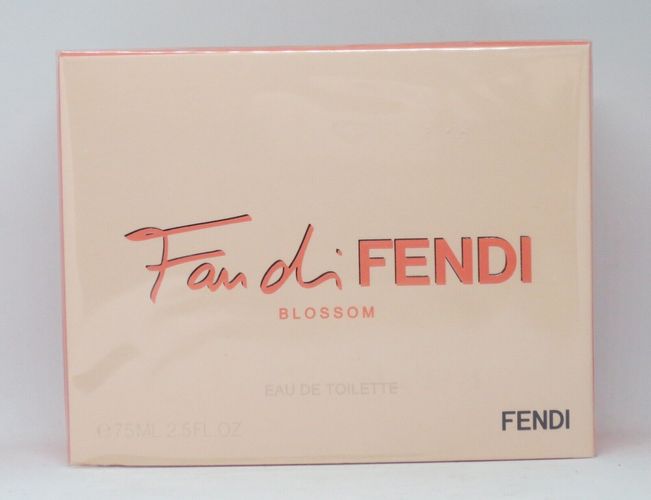 Fan di FENDI
BLOSSOM
EAU DE TOILETTE
℮75ML 2.5FL.OZ
FENDI